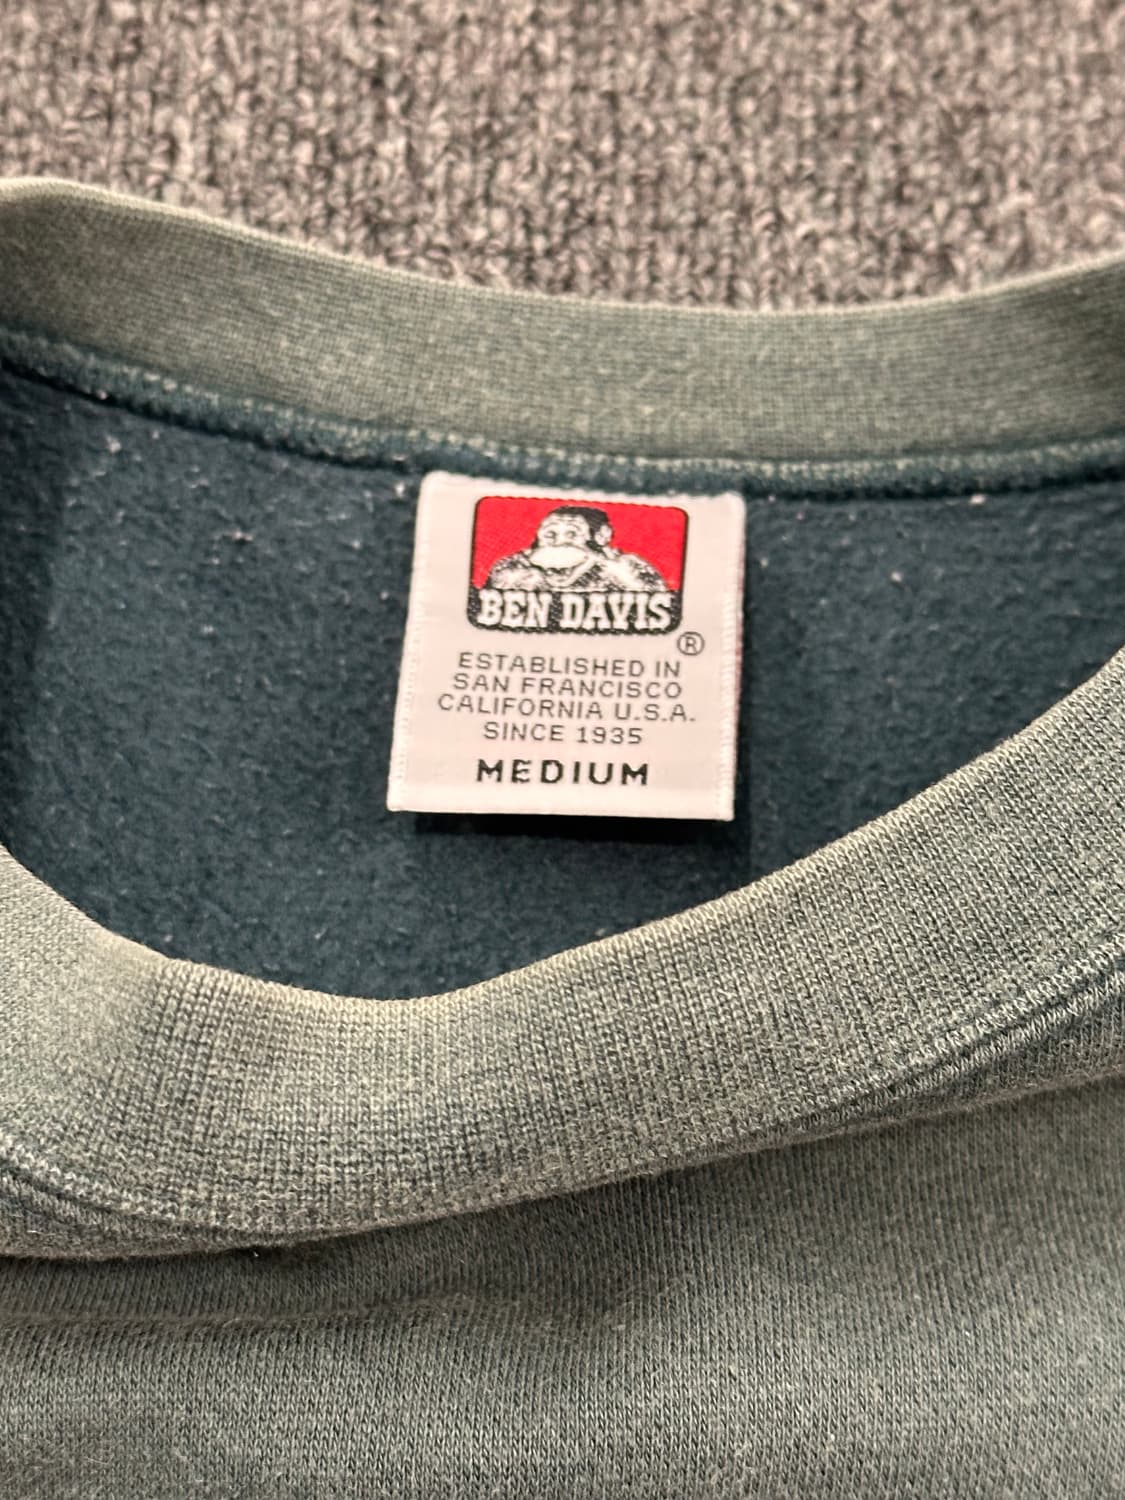 BEN DAVIS
®
ESTABLISHED IN
SAN FRANCISCO
CALIFORNIA U.S.A.
SINCE 1935
MEDIUM